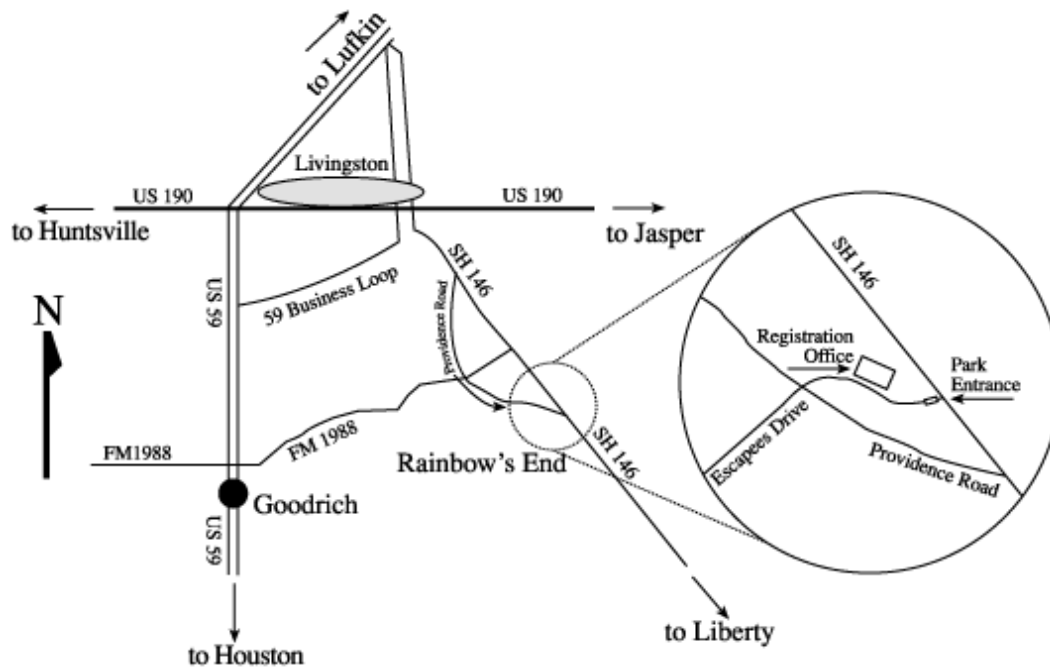 to Lufkin
Livingston
US 190
US 190
to Huntsville
to Jasper
SH 146
SH 146
US 59
59 Business Loop
Providence Road
N
Registration
Office
Park
Entrance
FM 1988
FM1988
Rainbow's End
SH 146
Escapees Drive
Providence Road
Goodrich
US 59
to Houston
to Liberty